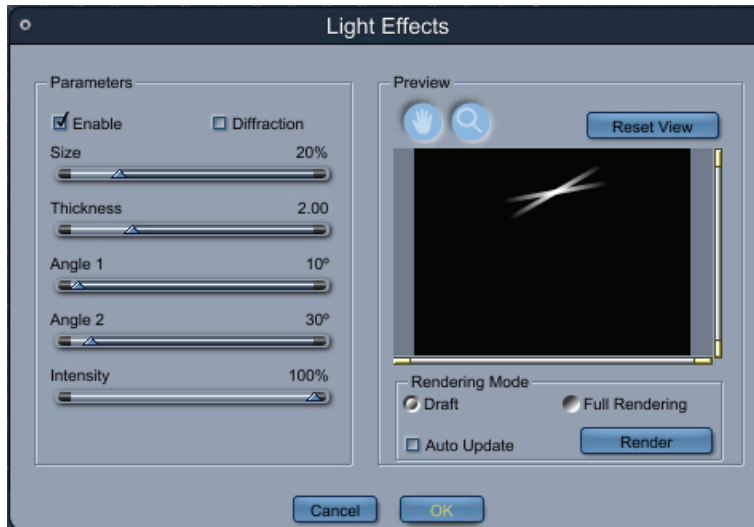 Light Effects
Parameters
Enable
Diffraction
Size 20%
Thickness 2.00
Angle 1 10º
Angle 2 30º
Intensity 100%
Preview
Reset View
Rendering Mode
Draft
Full Rendering
Auto Update
Render
Cancel
OK